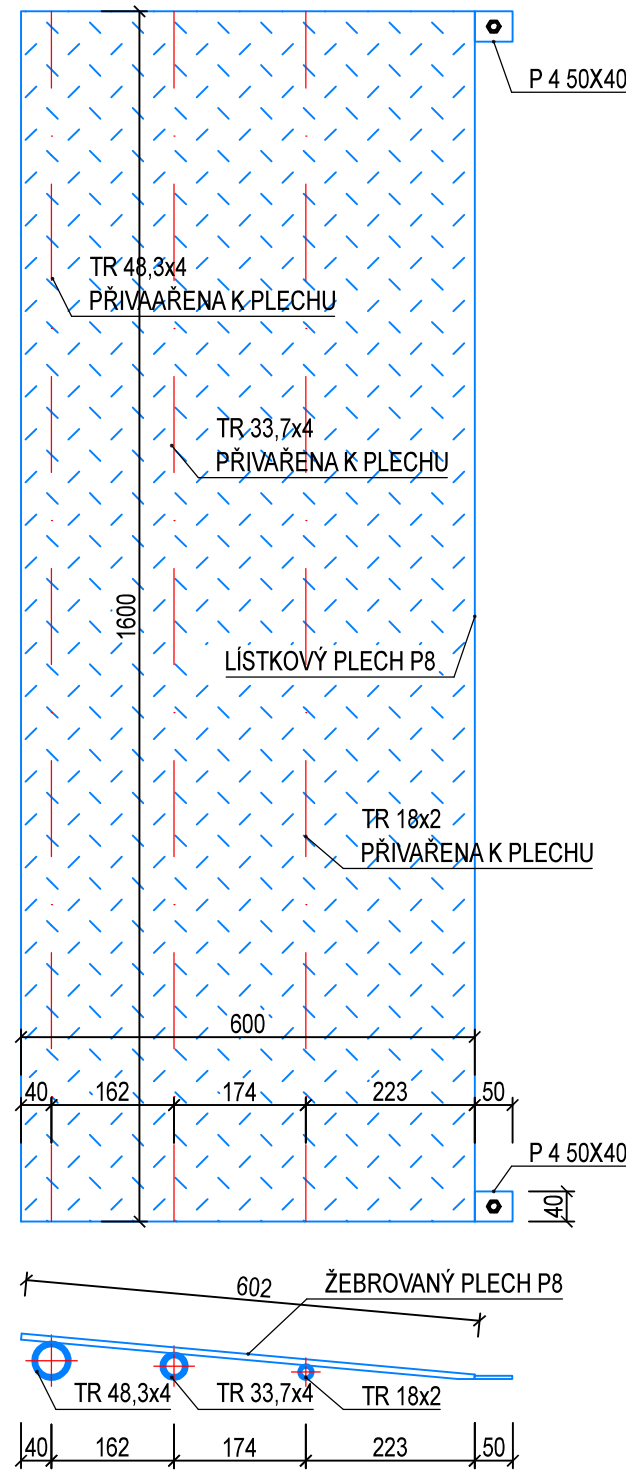 P 4 50X40
TR 48,3x4
PŘIVAAŘENA K PLECHU
TR 33,7x4
PŘIVAŘENA K PLECHU
1600
LÍSTKOVÝ PLECH P8
TR 18x2
PŘIVAŘENA K PLECHU
600
40 162 174 223 50
P 4 50X40
40
602
ŽEBROVANÝ PLECH P8
TR 48,3x4 TR 33,7x4 TR 18x2
40 162 174 223 50